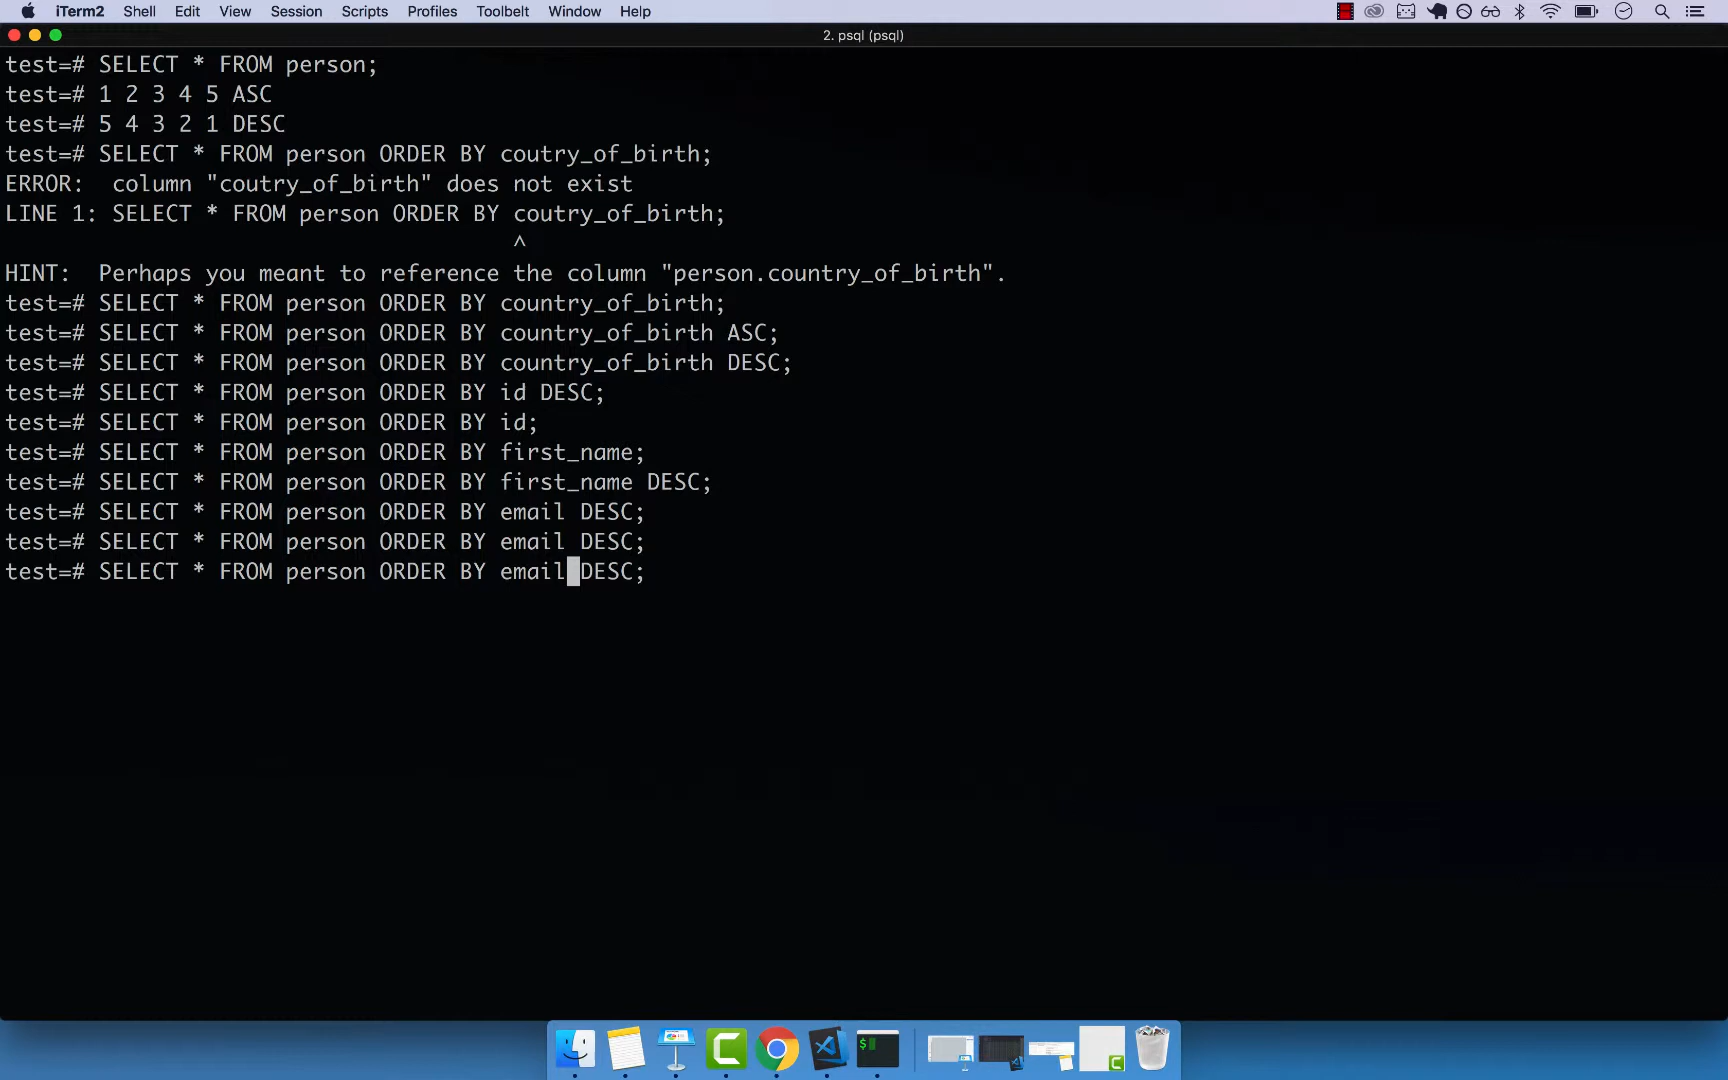 iTerm2 Shell Edit View Session Scripts Profiles Toolbelt Window Help
2. psql (psql)
test=# SELECT * FROM person;
test=# 1 2 3 4 5 ASC
test=# 5 4 3 2 1 DESC
test=# SELECT * FROM person ORDER BY coutry_of_birth;
ERROR:  column "coutry_of_birth" does not exist
LINE 1: SELECT * FROM person ORDER BY coutry_of_birth;
^
HINT:  Perhaps you meant to reference the column "person.country_of_birth".
test=# SELECT * FROM person ORDER BY country_of_birth;
test=# SELECT * FROM person ORDER BY country_of_birth ASC;
test=# SELECT * FROM person ORDER BY country_of_birth DESC;
test=# SELECT * FROM person ORDER BY id DESC;
test=# SELECT * FROM person ORDER BY id;
test=# SELECT * FROM person ORDER BY first_name;
test=# SELECT * FROM person ORDER BY first_name DESC;
test=# SELECT * FROM person ORDER BY email DESC;
test=# SELECT * FROM person ORDER BY email DESC;
test=# SELECT * FROM person ORDER BY email DESC;